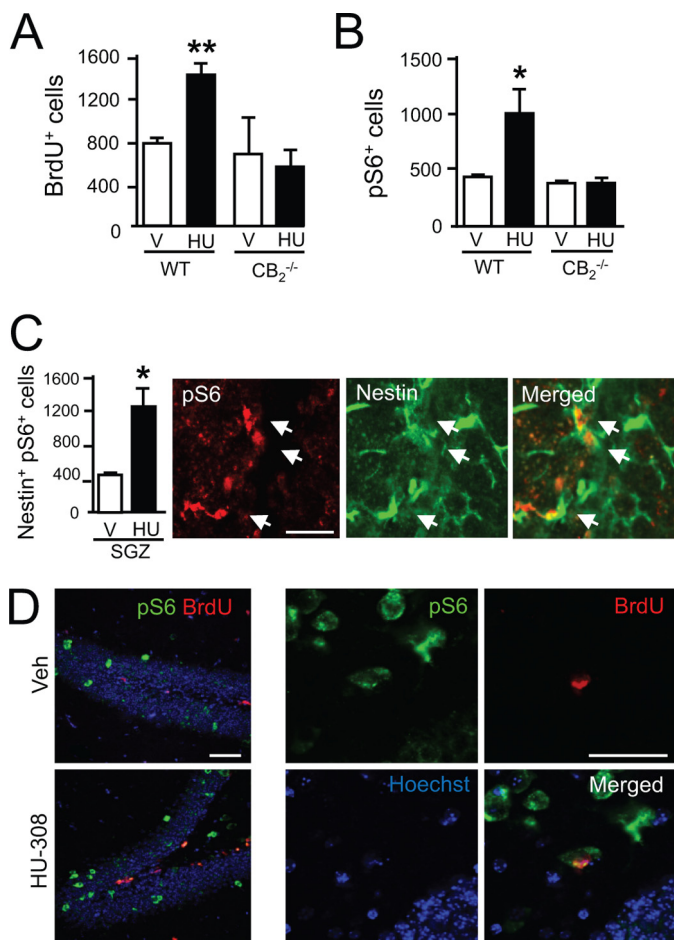 A
BrdU⁺ cells
1600
1200
800
400
0
**
V HU V HU
WT CB₂⁻/⁻
B
pS6⁺ cells
1500
1000
500
0
*
V HU V HU
WT CB₂⁻/⁻
C
Nestin⁺ pS6⁺ cells
1600
1200
800
400
0
*
V HU
SGZ
pS6
Nestin
Merged
D
Veh
pS6 BrdU
pS6
BrdU
HU-308
Hoechst
Merged